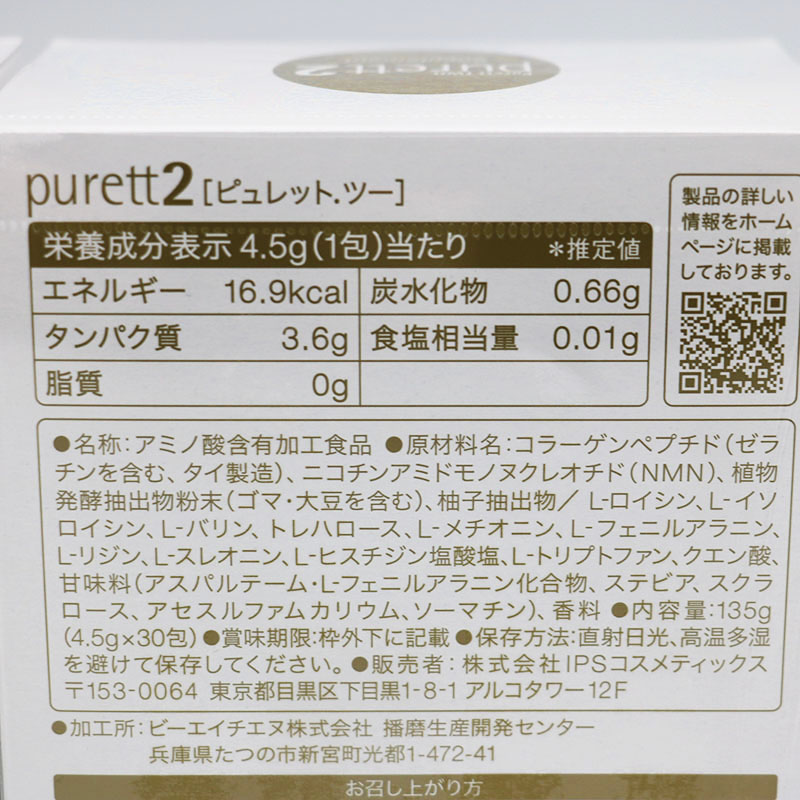 purett2
purett2 [ピュレット.ツー]
栄養成分表示 4.5g(1包)当たり ＊推定値
エネルギー 16.9kcal 炭水化物 0.66g
タンパク質 3.6g 食塩相当量 0.01g
脂質 0g
製品の詳しい
情報をホーム
ページに掲載
しております。
●名称:アミノ酸含有加工食品 ●原材料名:コラーゲンペプチド(ゼラ
チンを含む、タイ製造)、ニコチンアミドモノヌクレオチド(NMN)、植物
発酵抽出物粉末(ゴマ・大豆を含む)、柚子抽出物／L-ロイシン、L-イソ
ロイシン、L-バリン、トレハロース、L-メチオニン、L-フェニルアラニン、
L-リジン、L-スレオニン、L-ヒスチジン塩酸塩、L-トリプトファン、クエン酸、
甘味料(アスパルテーム・L-フェニルアラニン化合物、ステビア、スクラ
ロース、アセスルファムカリウム、ソーマチン)、香料 ●内容量:135g
(4.5g×30包) ●賞味期限:枠外下に記載 ●保存方法:直射日光、高温多湿
を避けて保存してください。 ●販売者:株式会社IPSコスメティックス
〒153-0064 東京都目黒区下目黒1-8-1 アルコタワー12F
●加工所:ビーエイチエヌ株式会社 播磨生産開発センター
兵庫県たつの市新宮町光都1-472-41
お召し上がり方